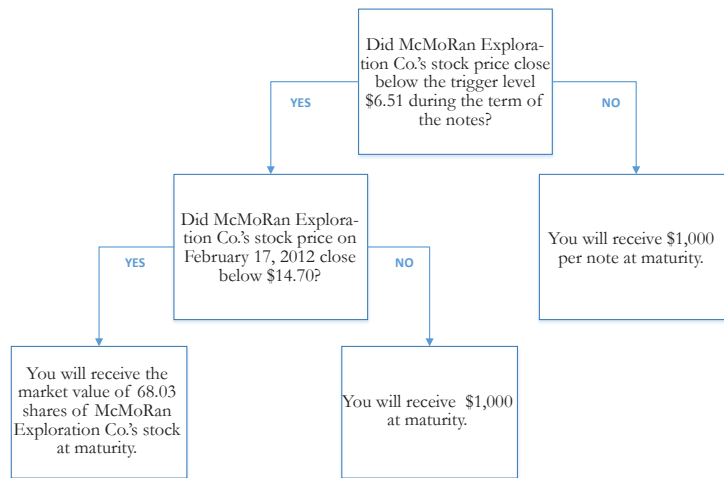 Did McMoRan Explora-
tion Co.'s stock price close
below the trigger level
$6.51 during the term of
the notes?
YES
NO
Did McMoRan Explora-
tion Co.'s stock price on
February 17, 2012 close
below $14.70?
You will receive $1,000
per note at maturity.
YES
NO
You will receive the
market value of 68.03
shares of McMoRan
Exploration Co.'s stock
at maturity.
You will receive $1,000
at maturity.